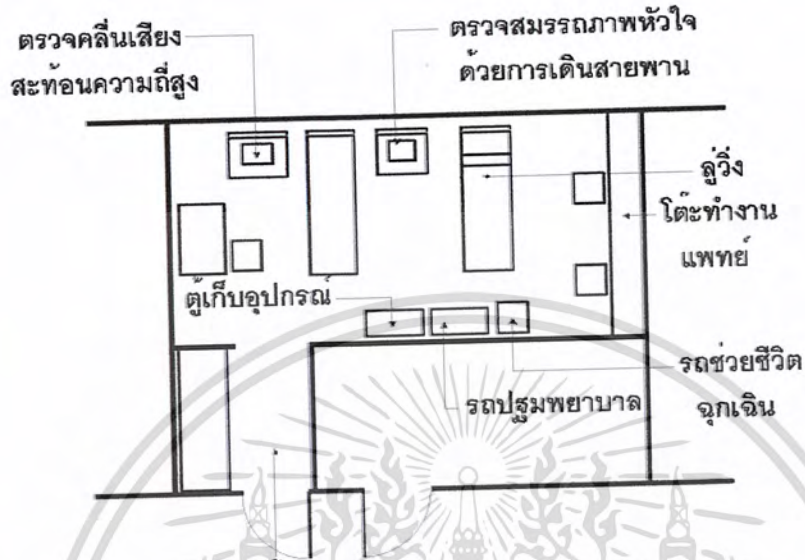 ตรวจคลื่นเสียง
สะท้อนความถี่สูง
ตรวจสมรรถภาพหัวใจ
ด้วยการเดินสายพาน
ลู่วิ่ง
โต๊ะทำงาน
แพทย์
ตู้เก็บอุปกรณ์
รถปฐมพยาบาล
รถช่วยชีวิต
ฉุกเฉิน